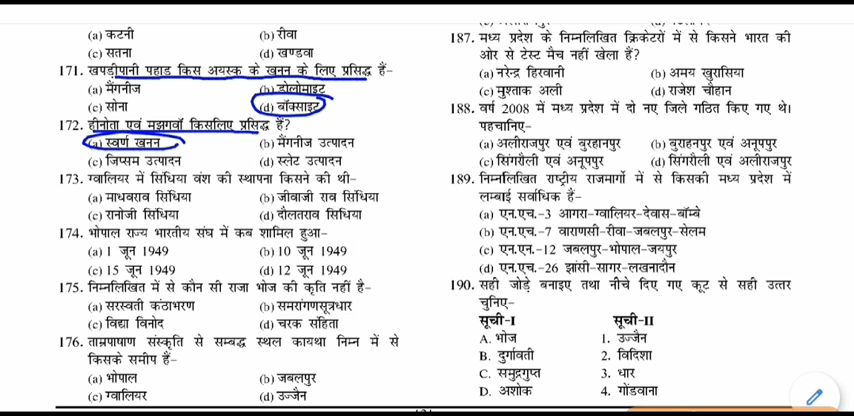 (a) कटनी (b) रीवा
(c) सतना (d) खण्डवा
171. खपड़ीपानी पहाड़ किस अयस्क के खनन के लिए प्रसिद्ध हैं-
(a) मैंगनीज (b) डोलोमाइट
(c) सोना (d) बॉक्साइट
172. हीनोता एवं मझगवाँ किसलिए प्रसिद्ध हैं?
(a) स्वर्ण खनन (b) मैंगनीज उत्पादन
(c) जिप्सम उत्पादन (d) स्लेट उत्पादन
173. ग्वालियर में सिंधिया वंश की स्थापना किसने की थी-
(a) माधवराव सिंधिया (b) जीवाजी राव सिंधिया
(c) रानोजी सिंधिया (d) दौलतराव सिंधिया
174. भोपाल राज्य भारतीय संघ में कब शामिल हुआ-
(a) 1 जून 1949 (b) 10 जून 1949
(c) 15 जून 1949 (d) 12 जून 1949
175. निम्नलिखित में से कौन सी राजा भोज की कृति नहीं है-
(a) सरस्वती कंठाभरण (b) समरांगणसूत्रधार
(c) विद्या विनोद (d) चरक संहिता
176. ताम्रपाषाण संस्कृति से सम्बद्ध स्थल कायथा निम्न में से
किसके समीप हैं-
(a) भोपाल (b) जबलपुर
(c) ग्वालियर (d) उज्जैन
187. मध्य प्रदेश के निम्नलिखित क्रिकेटरों में से किसने भारत की
ओर से टेस्ट मैच नहीं खेला हैं?
(a) नरेन्द्र हिरवानी (b) अमय खुरासिया
(c) मुश्ताक अली (d) राजेश चौहान
188. वर्ष 2008 में मध्य प्रदेश में दो नए जिले गठित किए गए थे।
पहचानिए-
(a) अलीराजपुर एवं बुरहानपुर (b) बुराहनपुर एवं अनूपपुर
(c) सिंगरौली एवं अनूपपुर (d) सिंगरौली एवं अलीराजपुर
189. निम्नलिखित राष्ट्रीय राजमार्गो में से किसकी मध्य प्रदेश में
लम्बाई सर्वाधिक हैं-
(a) एन.एच.-3 आगरा-ग्वालियर-देवास-बॉम्बे
(b) एन.एच.-7 वाराणसी-रीवा-जबलपुर-सेलम
(c) एन.एन.-12 जबलपुर-भोपाल-जयपुर
(d) एन.एच.-26 झांसी-सागर-लखनादौन
190. सही जोड़े बनाइए तथा नीचे दिए गए कूट से सही उत्तर
चुनिए-
सूची-I सूची-II
A. भोज 1. उज्जैन
B. दुर्गावती 2. विदिशा
C. समुद्रगुप्त 3. धार
D. अशोक 4. गोंडवाना